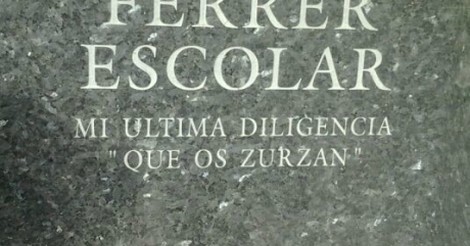 FERRER
ESCOLAR
MI ULTIMA DILIGENCIA
"QUE OS ZURZAN"